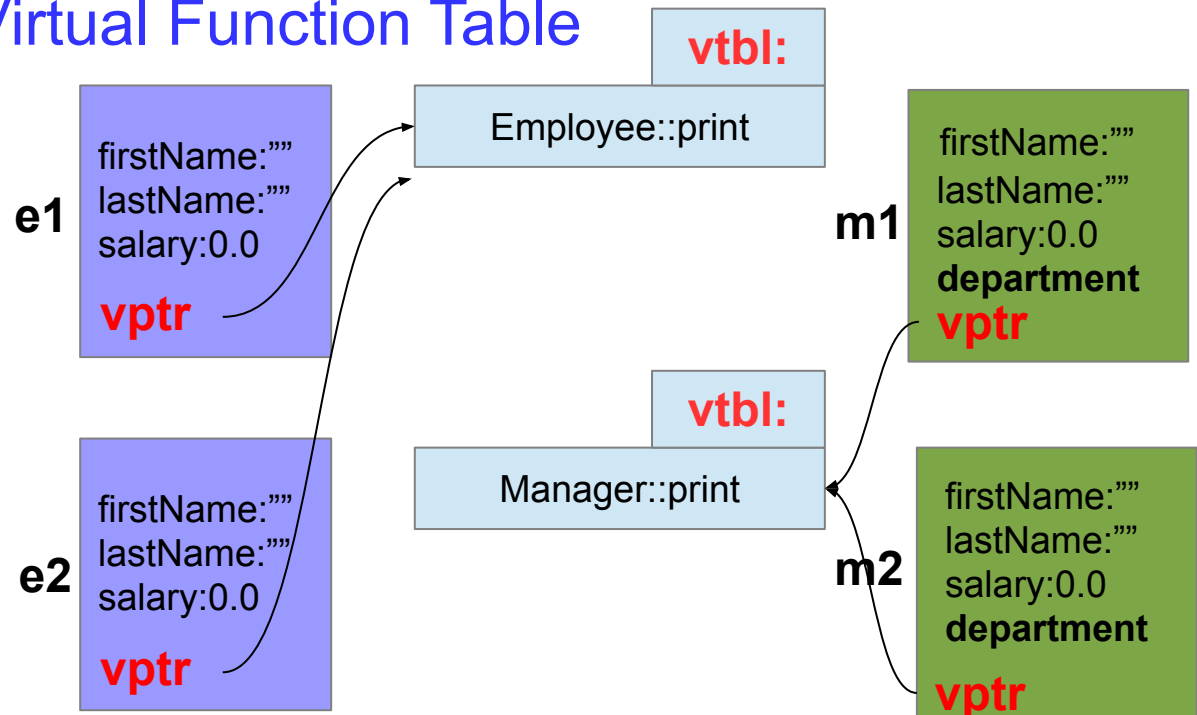 Virtual Function Table
vtbl:
Employee::print
e1
firstName:””
lastName:””
salary:0.0
vptr
m1
firstName:””
lastName:””
salary:0.0
department
vptr
vtbl:
Manager::print
e2
firstName:””
lastName:””
salary:0.0
vptr
m2
firstName:””
lastName:””
salary:0.0
department
vptr